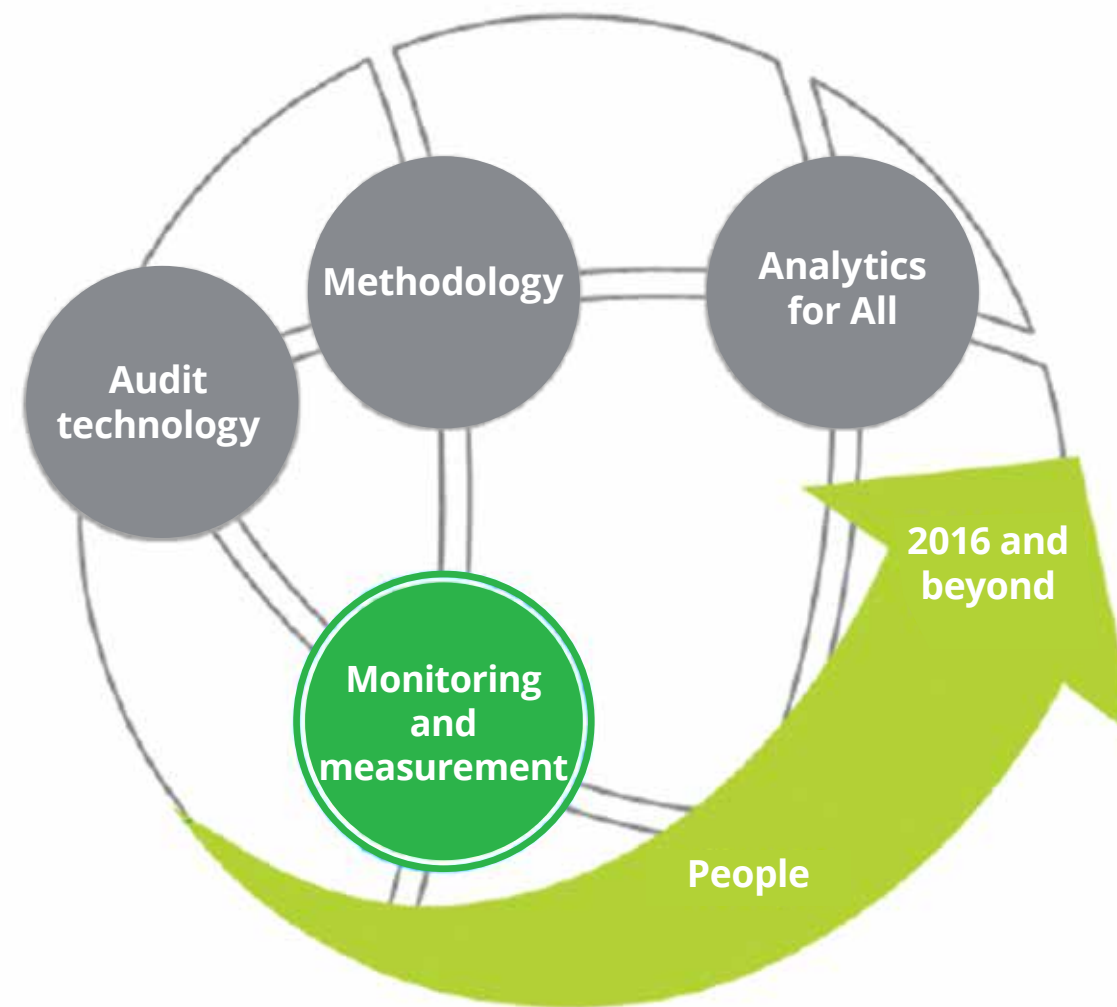 Methodology
Analytics
for All
Audit
technology
2016 and
beyond
Monitoring
and
measurement
People